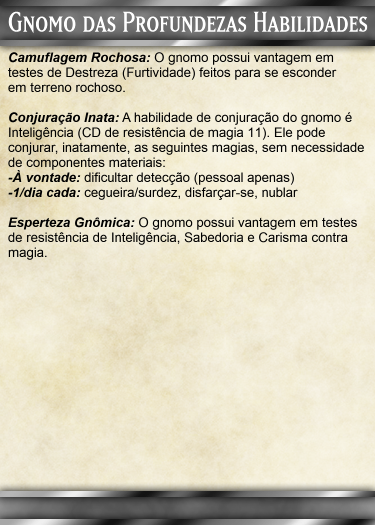 Gnomo das Profundezas Habilidades
Camuflagem Rochosa: O gnomo possui vantagem em
testes de Destreza (Furtividade) feitos para se esconder
em terreno rochoso.
Conjuração Inata: A habilidade de conjuração do gnomo é
Inteligência (CD de resistência de magia 11). Ele pode
conjurar, inatamente, as seguintes magias, sem necessidade
de componentes materiais:
-À vontade: dificultar detecção (pessoal apenas)
-1/dia cada: cegueira/surdez, disfarçar-se, nublar
Esperteza Gnômica: O gnomo possui vantagem em testes
de resistência de Inteligência, Sabedoria e Carisma contra
magia.